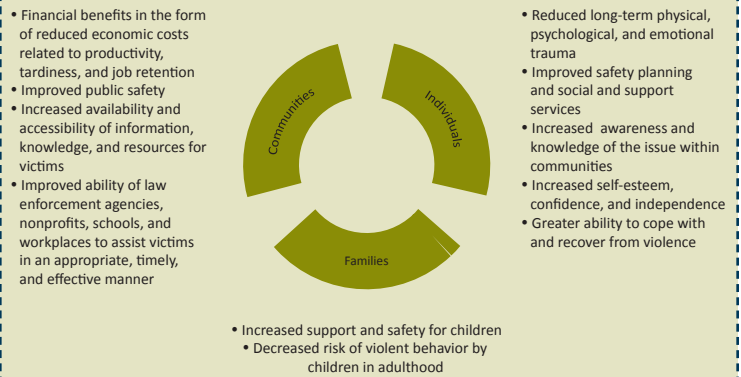 • Financial benefits in the form
of reduced economic costs
related to productivity,
tardiness, and job retention
• Improved public safety
• Increased availability and
accessibility of information,
knowledge, and resources for
victims
• Improved ability of law
enforcement agencies,
nonprofits, schools, and
workplaces to assist victims
in an appropriate, timely,
and effective manner
Communities
Individuals
Families
• Reduced long-term physical,
psychological, and emotional
trauma
• Improved safety planning
and social and support
services
• Increased awareness and
knowledge of the issue within
communities
• Increased self-esteem,
confidence, and independence
• Greater ability to cope with
and recover from violence
• Increased support and safety for children
• Decreased risk of violent behavior by
children in adulthood